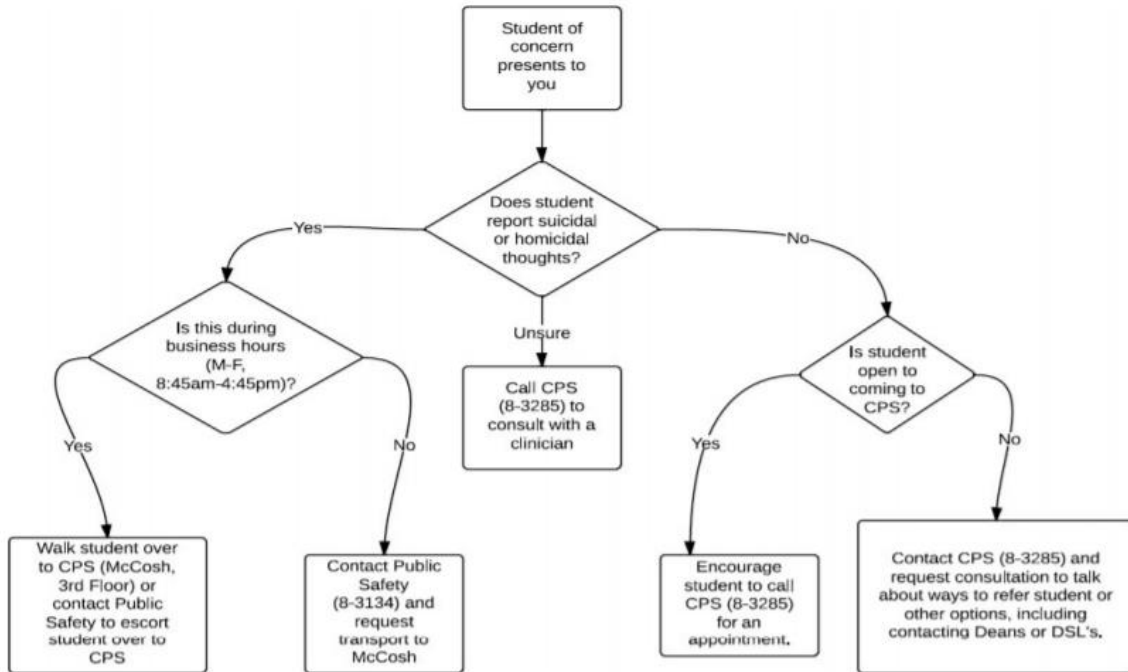 Student of
concern
presents to
you
Does student
report suicidal
or homicidal
thoughts?
Yes
No
Unsure
Is this during
business hours
(M-F,
8:45am-4:45pm)?
Call CPS
(8-3285) to
consult with a
clinician
Is student
open to
coming to
CPS?
Yes
No
Yes
No
Walk student over
to CPS (McCosh,
3rd Floor) or
contact Public
Safety to escort
student over to
CPS
Contact Public
Safety
(8-3134) and
request
transport to
McCosh
Encourage
student to call
CPS (8-3285)
for an
appointment.
Contact CPS (8-3285) and
request consultation to talk
about ways to refer student or
other options, including
contacting Deans or DSL's.